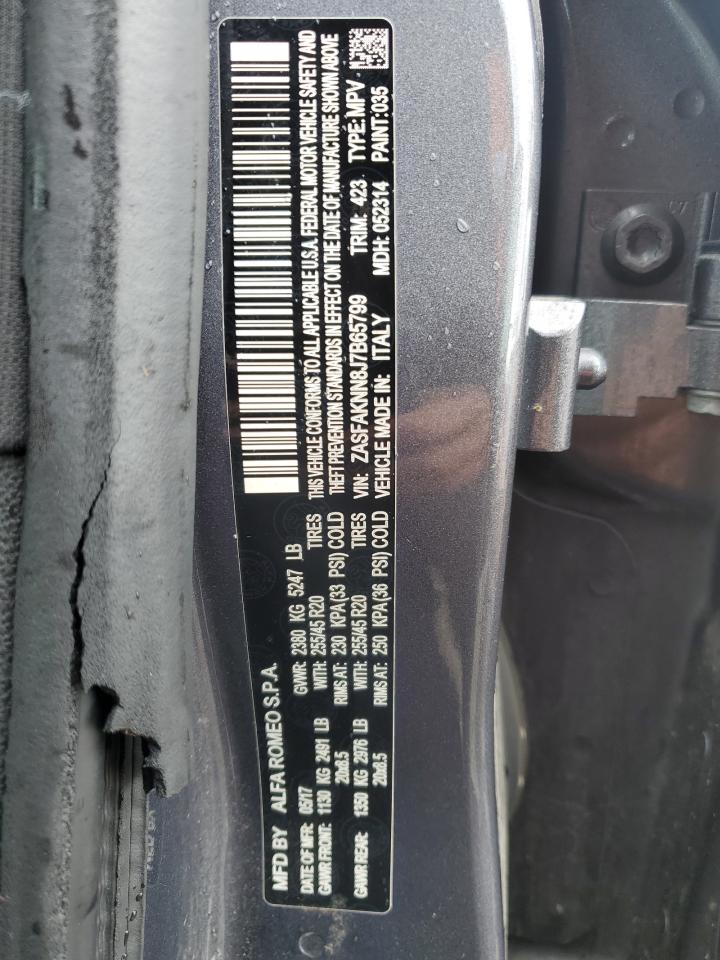 MFD BY ALFA ROMEO S.P.A.
DATE OF MFR: 05/17 GVWR: 2380 KG 5247 LB
GAWR FRONT: 1130 KG 2491 LB WITH: 255/45 R20 TIRES
20x8.5 RIMS AT: 230 KPA(33 PSI) COLD
GAWR REAR: 1350 KG 2976 LB WITH: 255/45 R20 TIRES
20x8.5 RIMS AT: 250 KPA(36 PSI) COLD
THIS VEHICLE CONFORMS TO ALL APPLICABLE U.S.A. FEDERAL MOTOR VEHICLE SAFETY AND
THEFT PREVENTION STANDARDS IN EFFECT ON THE DATE OF MANUFACTURE SHOWN ABOVE
VIN: ZASFAKNN8J7B65799 TRIM: 423 TYPE: MPV
VEHICLE MADE IN: ITALY MDH: 052314 PAINT:035